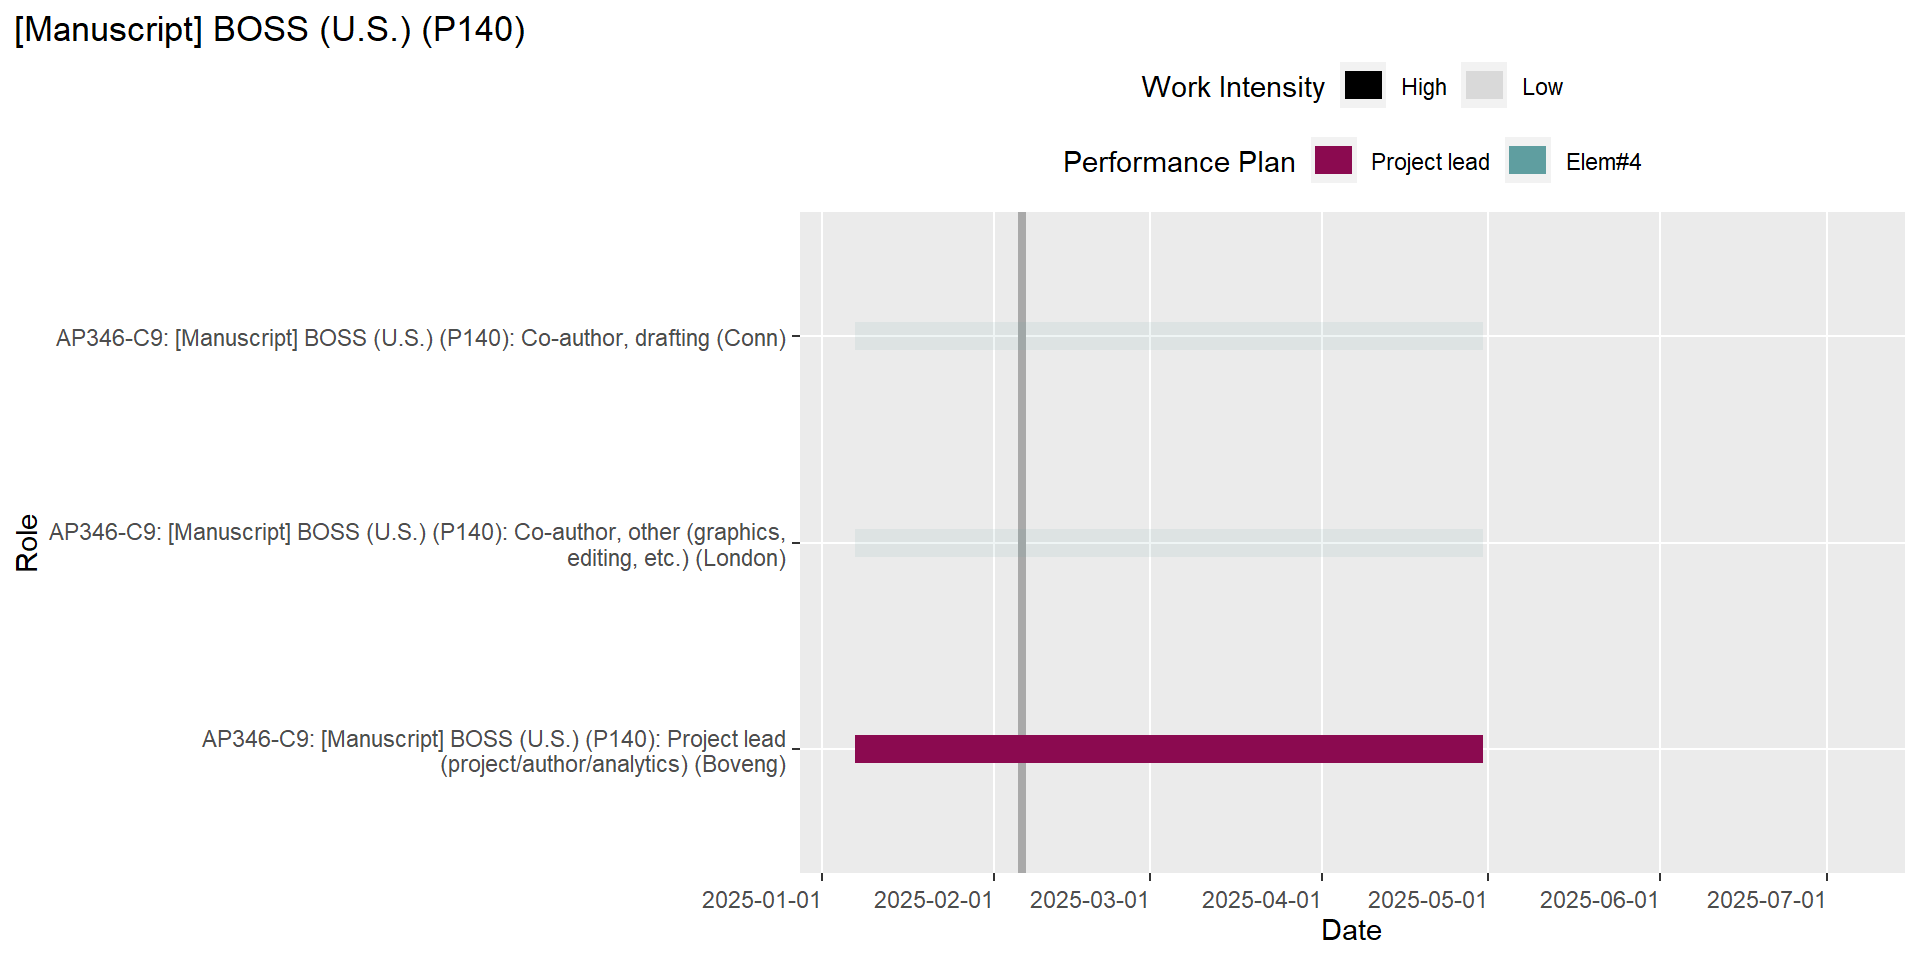 [Manuscript] BOSS (U.S.) (P140)
Work Intensity High Low
Performance Plan Project lead Elem#4
AP346-C9: [Manuscript] BOSS (U.S.) (P140): Co-author, drafting (Conn)
AP346-C9: [Manuscript] BOSS (U.S.) (P140): Co-author, other (graphics,
editing, etc.) (London)
AP346-C9: [Manuscript] BOSS (U.S.) (P140): Project lead
(project/author/analytics) (Boveng)
Role
2025-01-01 2025-02-01 2025-03-01 2025-04-01 2025-05-01 2025-06-01 2025-07-01
Date